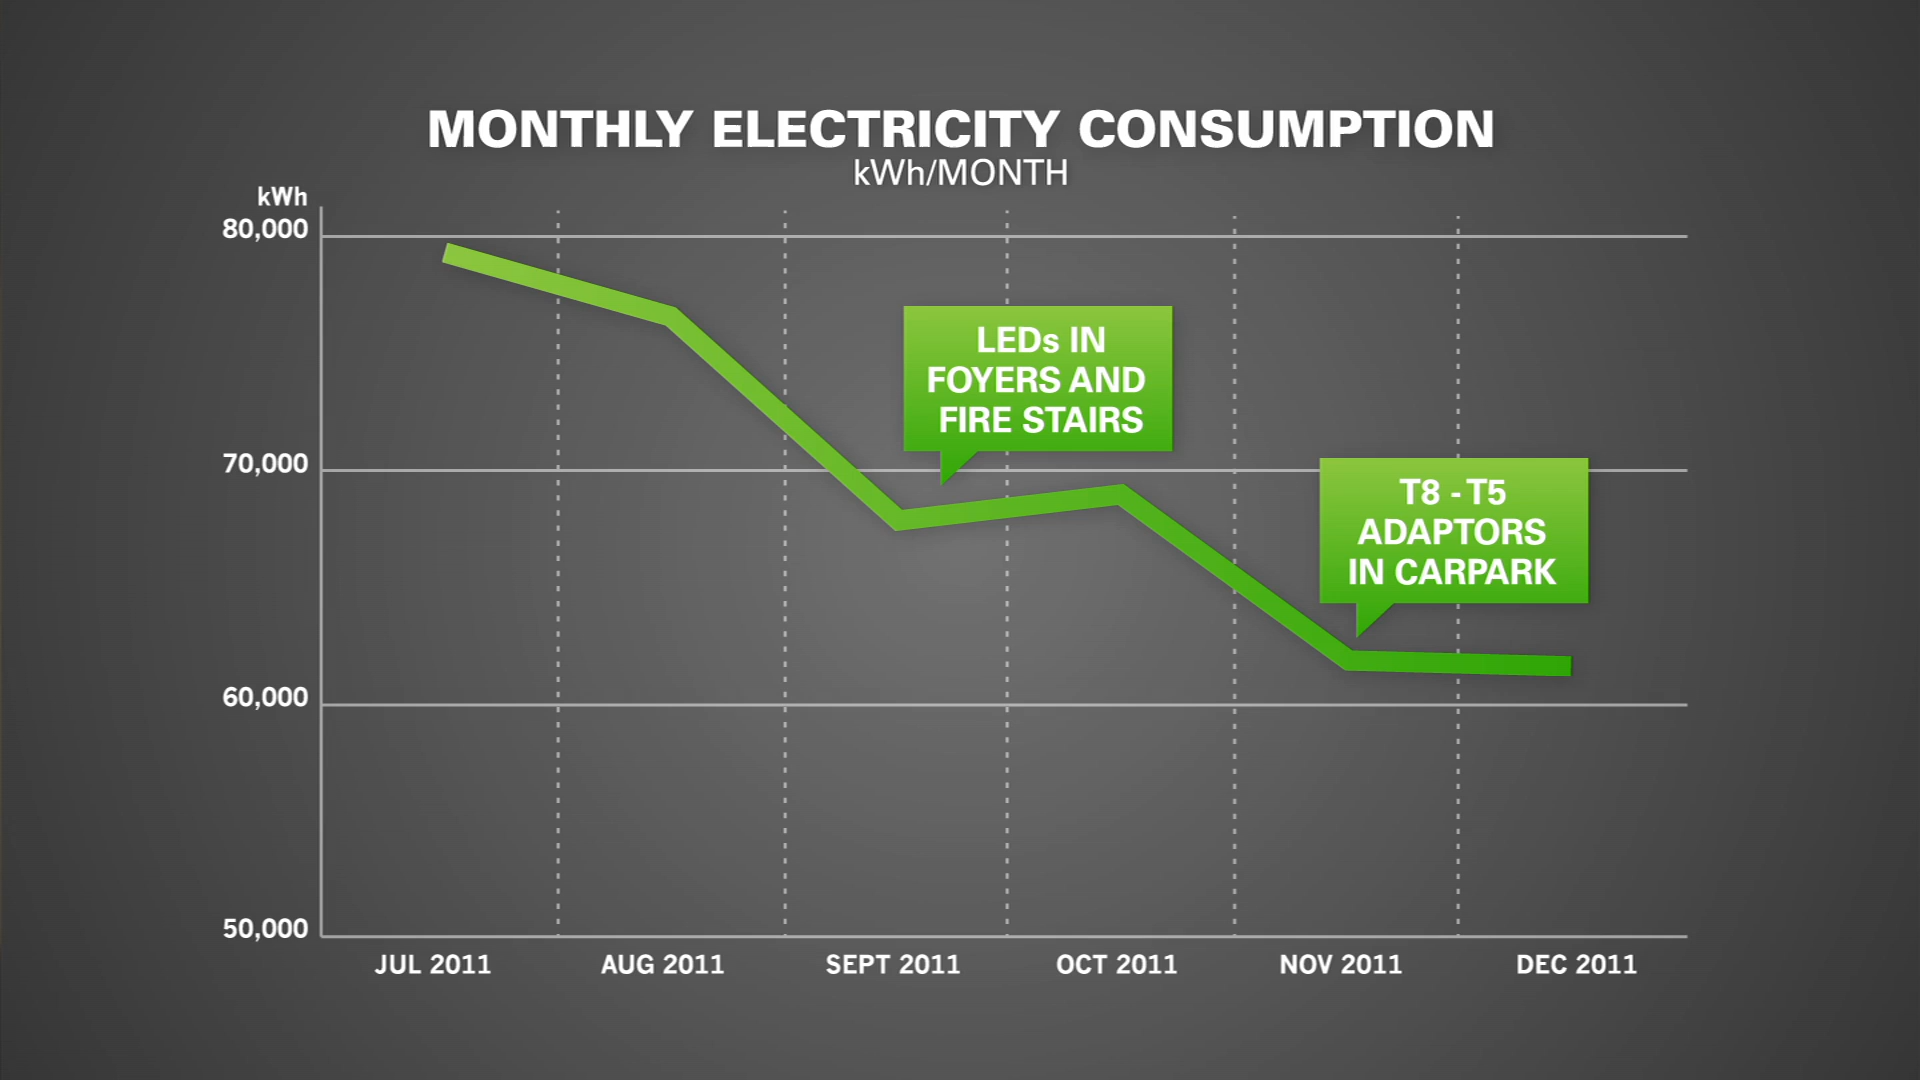 MONTHLY ELECTRICITY CONSUMPTION
kWh/MONTH
kWh
80,000
LEDs IN
FOYERS AND
FIRE STAIRS
70,000
T8 - T5
ADAPTORS
IN CARPARK
60,000
50,000
JUL 2011 AUG 2011 SEPT 2011 OCT 2011 NOV 2011 DEC 2011